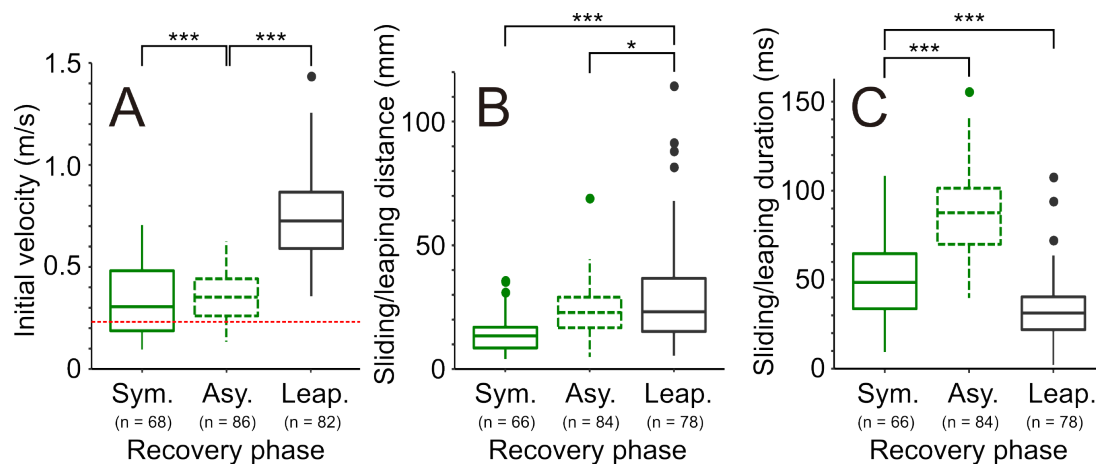 *** ***
Initial velocity (m/s)
A
1.5
1.0
0.5
0
Sym. Asy. Leap.
(n = 68) (n = 86) (n = 82)
Recovery phase
***
*
Sliding/leaping distance (mm)
B
100
50
0
Sym. Asy. Leap.
(n = 66) (n = 84) (n = 78)
Recovery phase
***
***
Sliding/leaping duration (ms)
C
150
100
50
0
Sym. Asy. Leap.
(n = 66) (n = 84) (n = 78)
Recovery phase